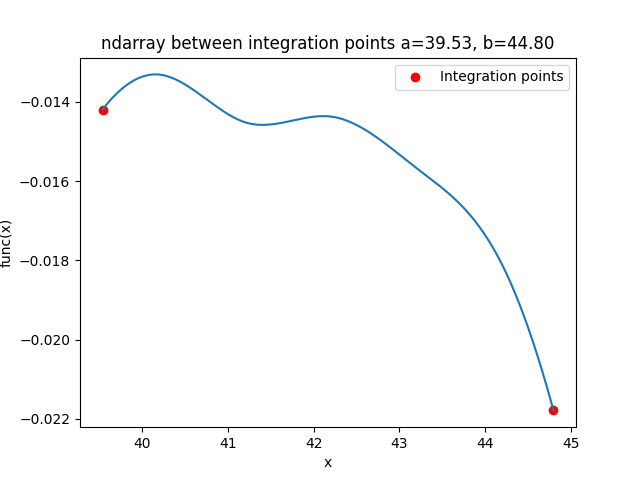 ndarray between integration points a=39.53, b=44.80
Integration points
−0.014
−0.016
−0.018
−0.020
−0.022
func(x)
40 41 42 43 44 45
x